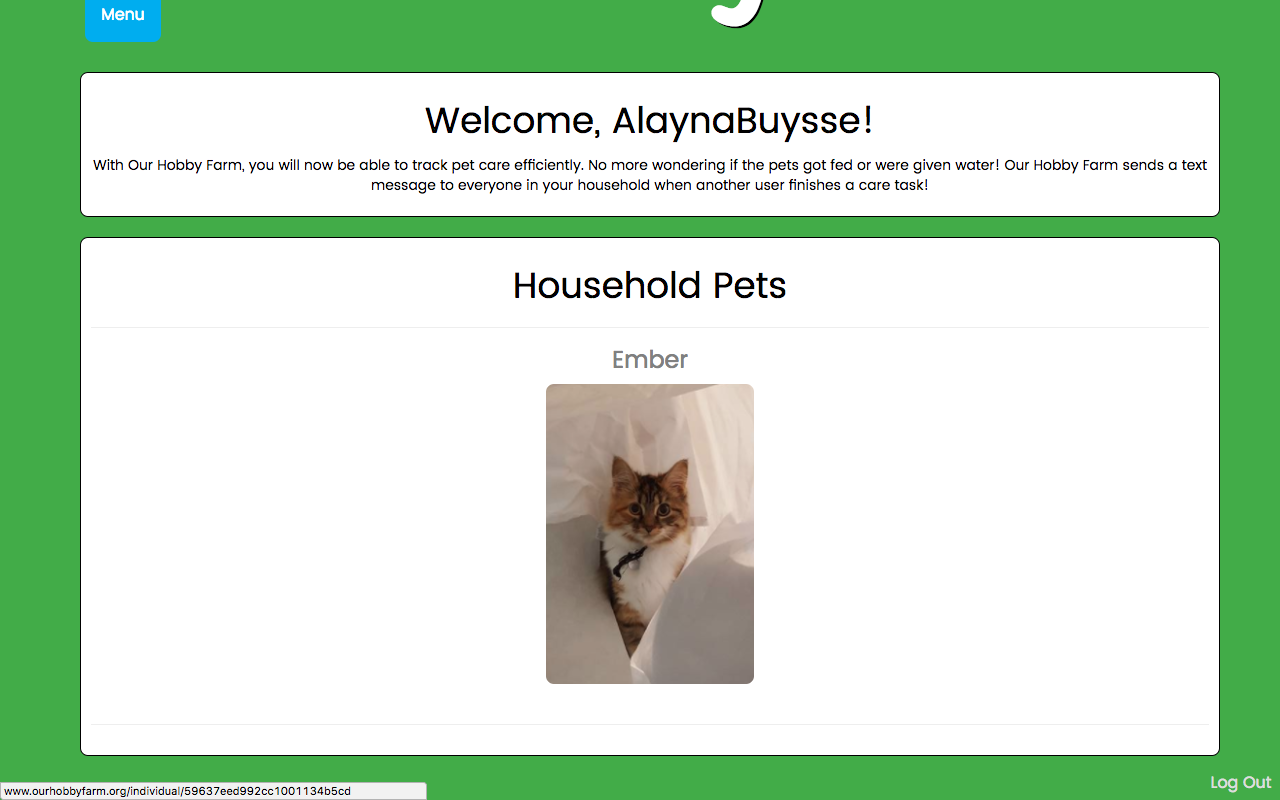 Menu
Welcome, AlaynaBuysse!
With Our Hobby Farm, you will now be able to track pet care efficiently. No more wondering if the pets got fed or were given water! Our Hobby Farm sends a text
message to everyone in your household when another user finishes a care task!
Household Pets
Ember
Log Out
www.ourhobbyfarm.org/individual/59637eed992cc1001134b5cd